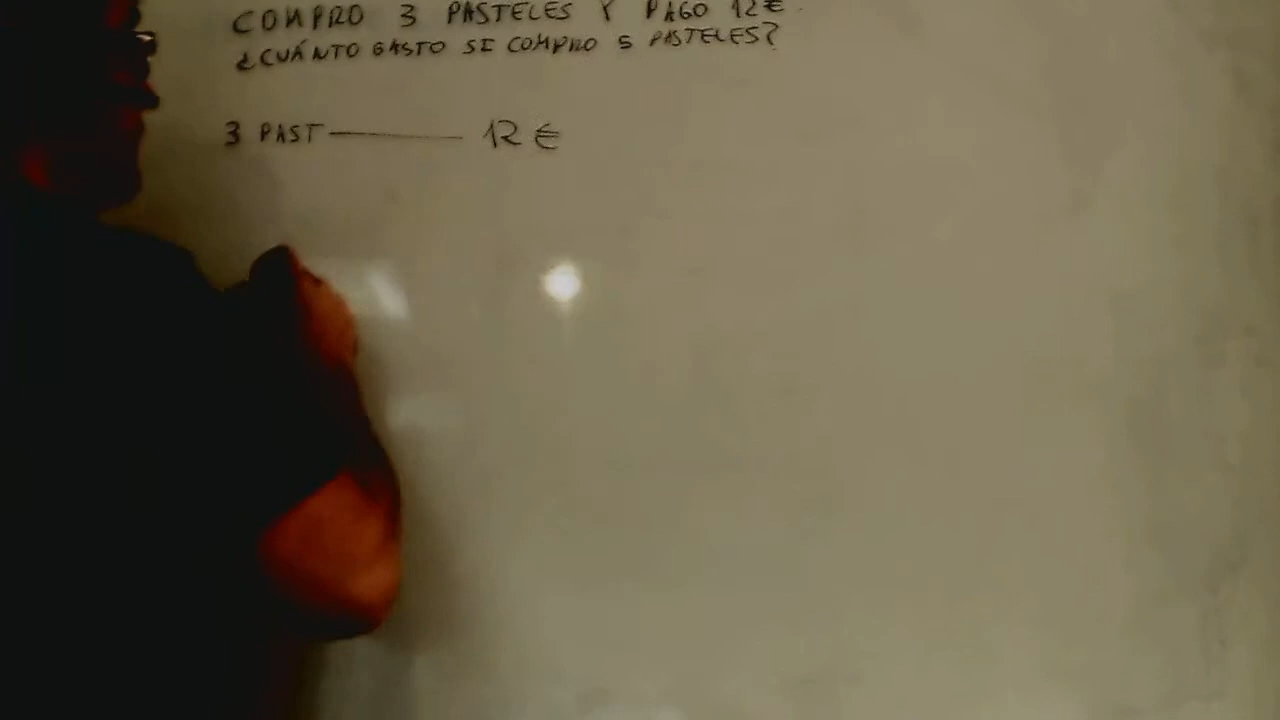 COMPRO 3 PASTELES Y PAGO 12€.
¿CUÁNTO GASTO SI COMPRO 5 PASTELES?
3 PAST 12 €